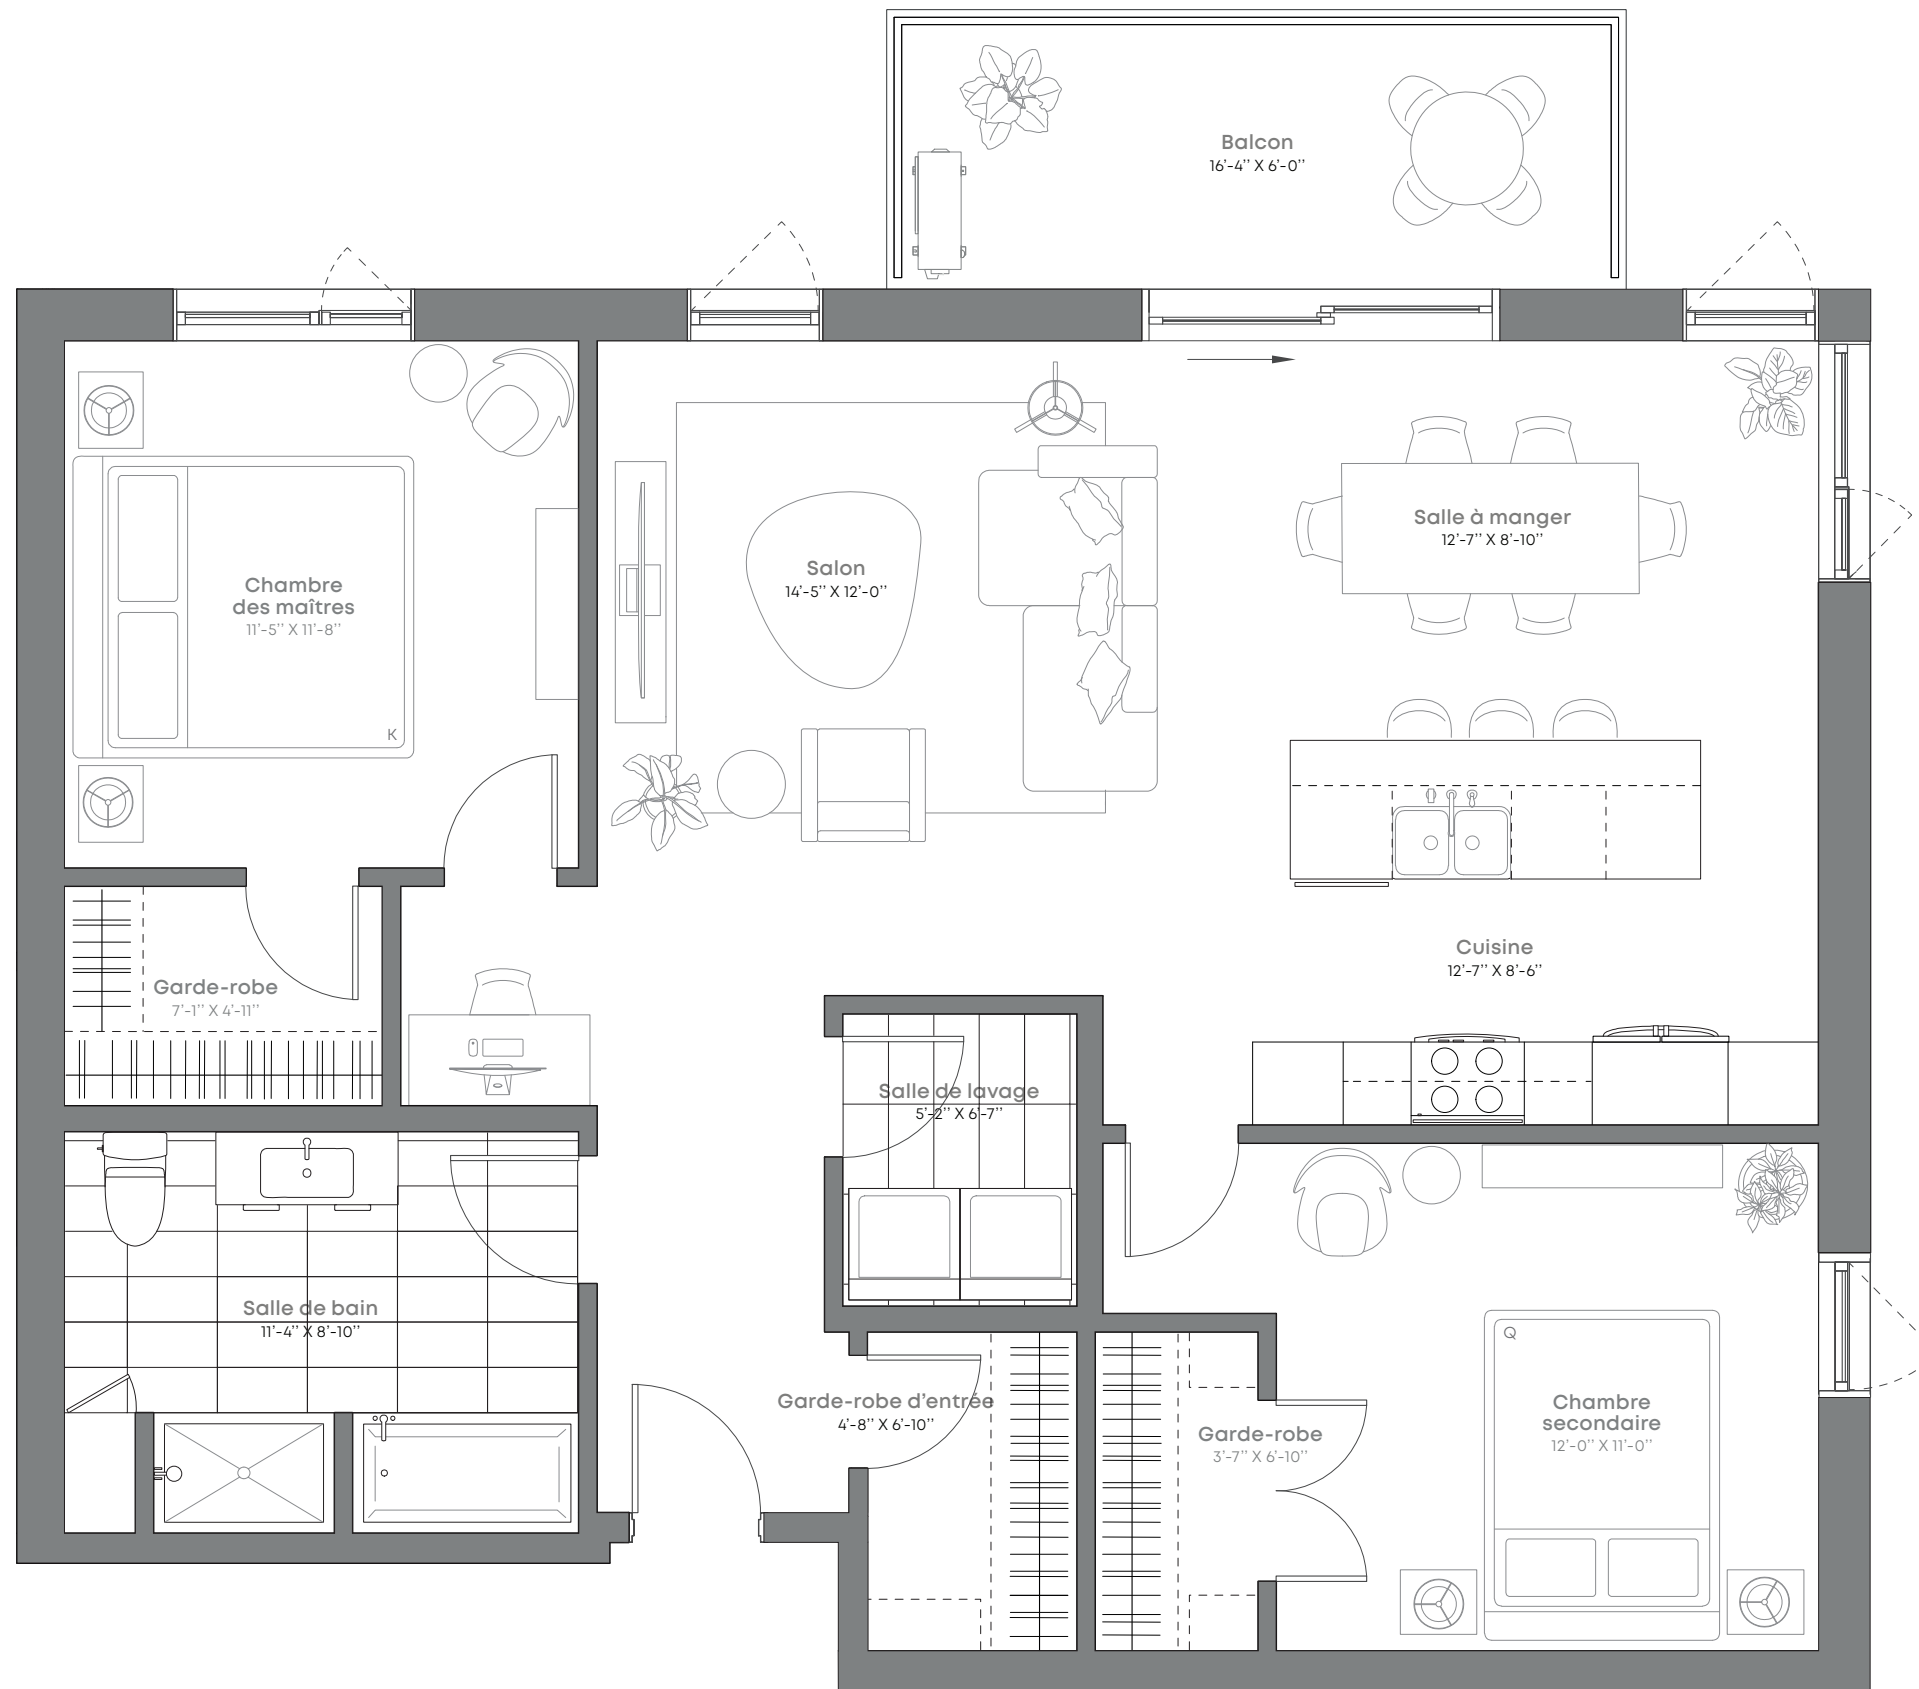 Balcon
16'-4'' X 6'-0''
Salle à manger
12'-7'' X 8'-10''
Salon
14'-5'' X 12'-0''
Chambre
des maîtres
11'-5'' X 11'-8''
K
Cuisine
12'-7'' X 8'-6''
Garde-robe
7'-1'' X 4'-11''
Salle de lavage
5'-2'' X 6'-7''
Salle de bain
11'-4'' X 8'-10''
Q
Garde-robe d'entrée
4'-8'' X 6'-10''
Garde-robe
3'-7'' X 6'-10''
Chambre
secondaire
12'-0'' X 11'-0''